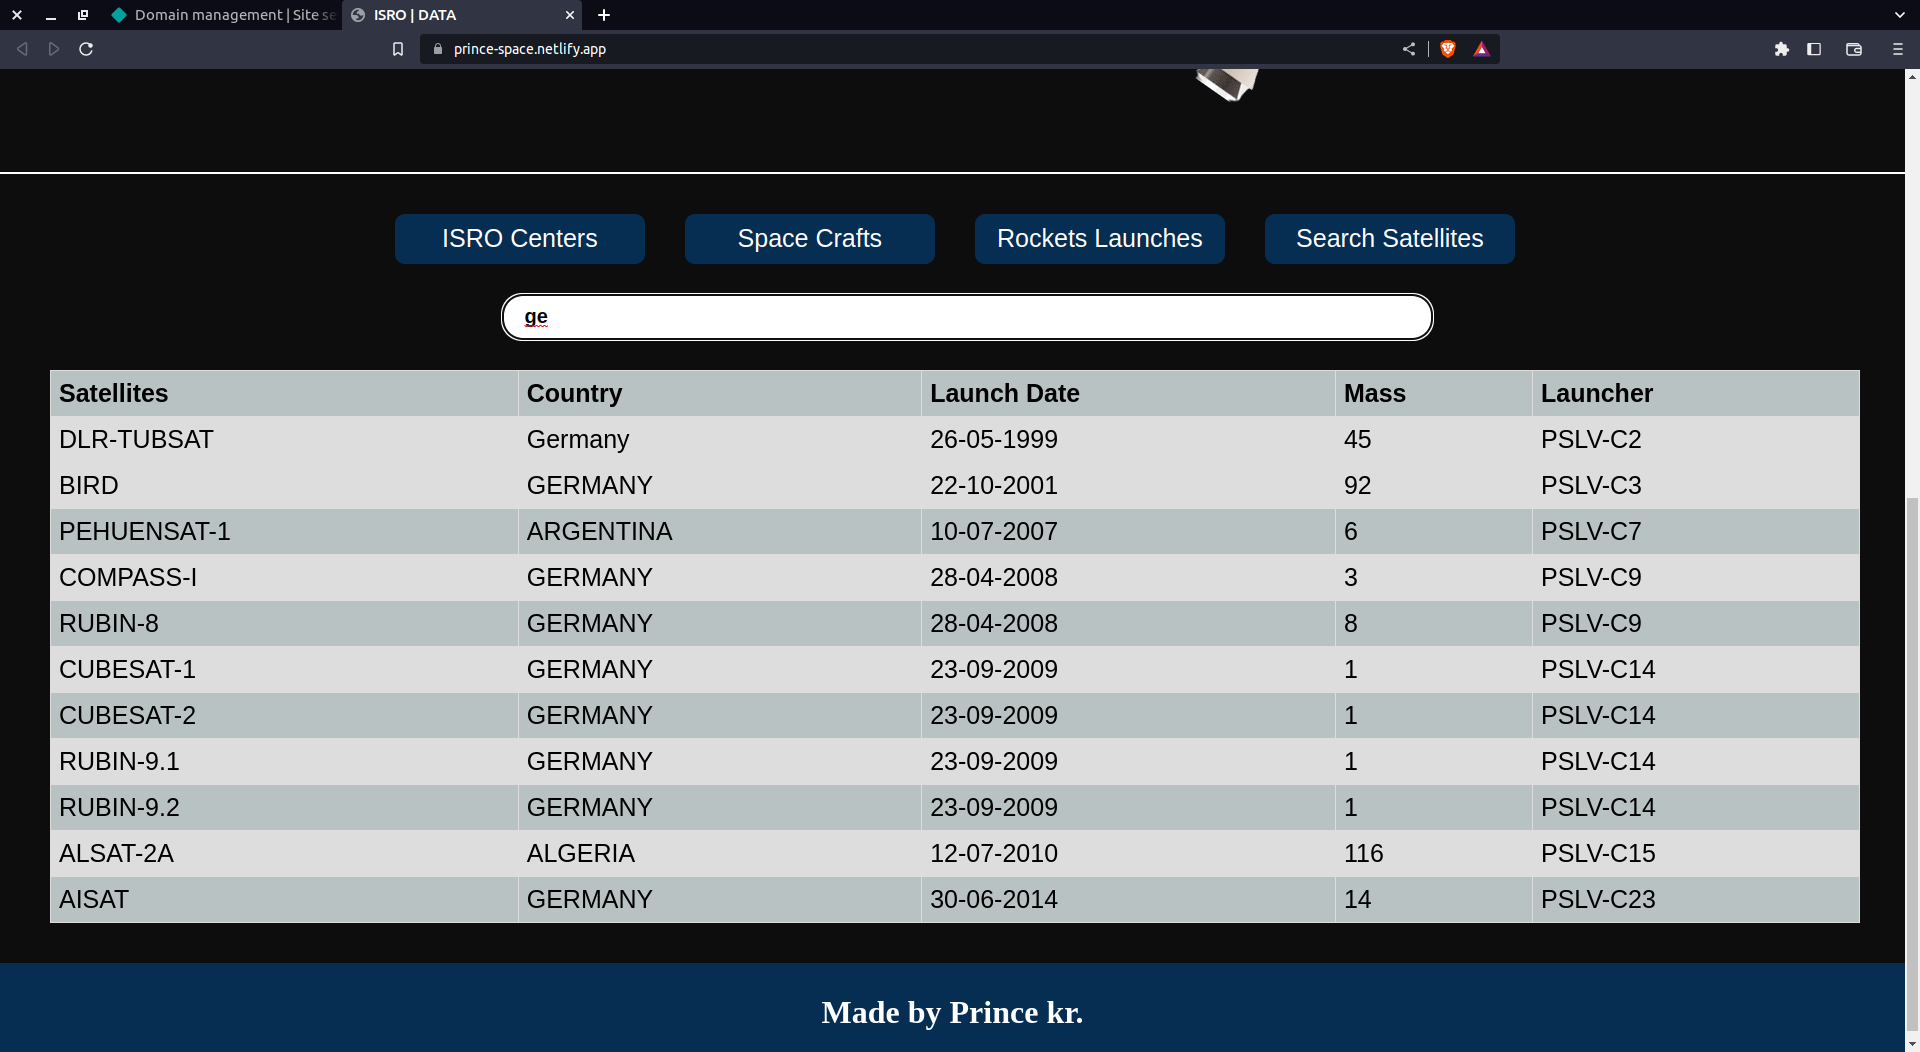 Domain management | Site se
ISRO | DATA
prince-space.netlify.app
ISRO Centers
Space Crafts
Rockets Launches
Search Satellites
ge
Satellites Country Launch Date Mass Launcher
DLR-TUBSAT Germany 26-05-1999 45 PSLV-C2
BIRD GERMANY 22-10-2001 92 PSLV-C3
PEHUENSAT-1 ARGENTINA 10-07-2007 6 PSLV-C7
COMPASS-I GERMANY 28-04-2008 3 PSLV-C9
RUBIN-8 GERMANY 28-04-2008 8 PSLV-C9
CUBESAT-1 GERMANY 23-09-2009 1 PSLV-C14
CUBESAT-2 GERMANY 23-09-2009 1 PSLV-C14
RUBIN-9.1 GERMANY 23-09-2009 1 PSLV-C14
RUBIN-9.2 GERMANY 23-09-2009 1 PSLV-C14
ALSAT-2A ALGERIA 12-07-2010 116 PSLV-C15
AISAT GERMANY 30-06-2014 14 PSLV-C23
Made by Prince kr.